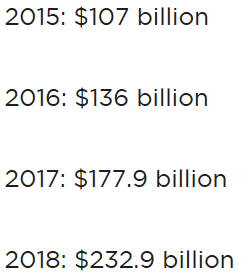 2015: $107 billion
2016: $136 billion
2017: $177.9 billion
2018: $232.9 billion